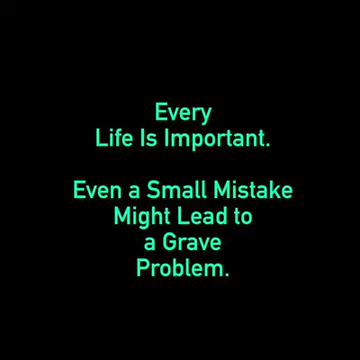 Every
Life Is Important.
Even a Small Mistake
Might Lead to
a Grave
Problem.